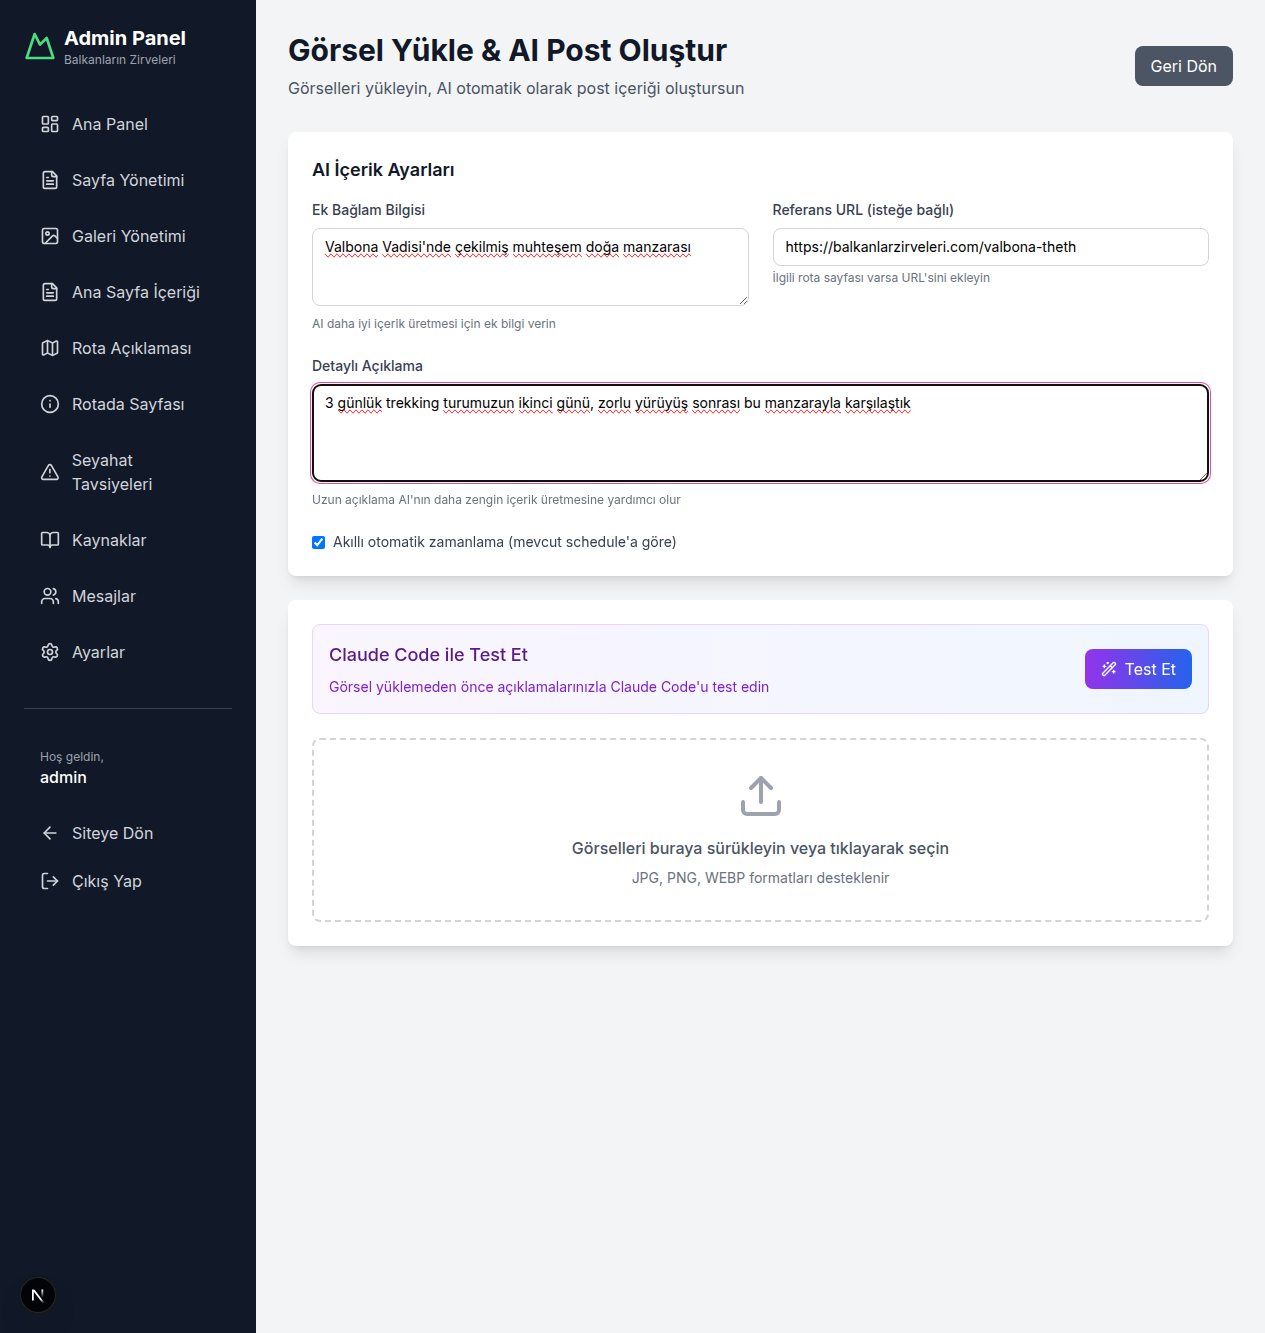 Admin Panel
Balkanların Zirveleri
Ana Panel
Sayfa Yönetimi
Galeri Yönetimi
Ana Sayfa İçeriği
Rota Açıklaması
Rotada Sayfası
Seyahat
Tavsiyeleri
Kaynaklar
Mesajlar
Ayarlar
Hoş geldin,
admin
Siteye Dön
Çıkış Yap
N
Görsel Yükle & AI Post Oluştur
Görselleri yükleyin, AI otomatik olarak post içeriği oluştursun
Geri Dön
AI İçerik Ayarları
Ek Bağlam Bilgisi
Valbona Vadisi'nde çekilmiş muhteşem doğa manzarası
AI daha iyi içerik üretmesi için ek bilgi verin
Referans URL (isteğe bağlı)
https://balkanlarzirveleri.com/valbona-theth
İlgili rota sayfası varsa URL'sini ekleyin
Detaylı Açıklama
3 günlük trekking turumuzun ikinci günü, zorlu yürüyüş sonrası bu manzarayla karşılaştık
Uzun açıklama AI'nın daha zengin içerik üretmesine yardımcı olur
Akıllı otomatik zamanlama (mevcut schedule'a göre)
Claude Code ile Test Et
Görsel yüklemeden önce açıklamalarınızla Claude Code'u test edin
Test Et
Görselleri buraya sürükleyin veya tıklayarak seçin
JPG, PNG, WEBP formatları desteklenir